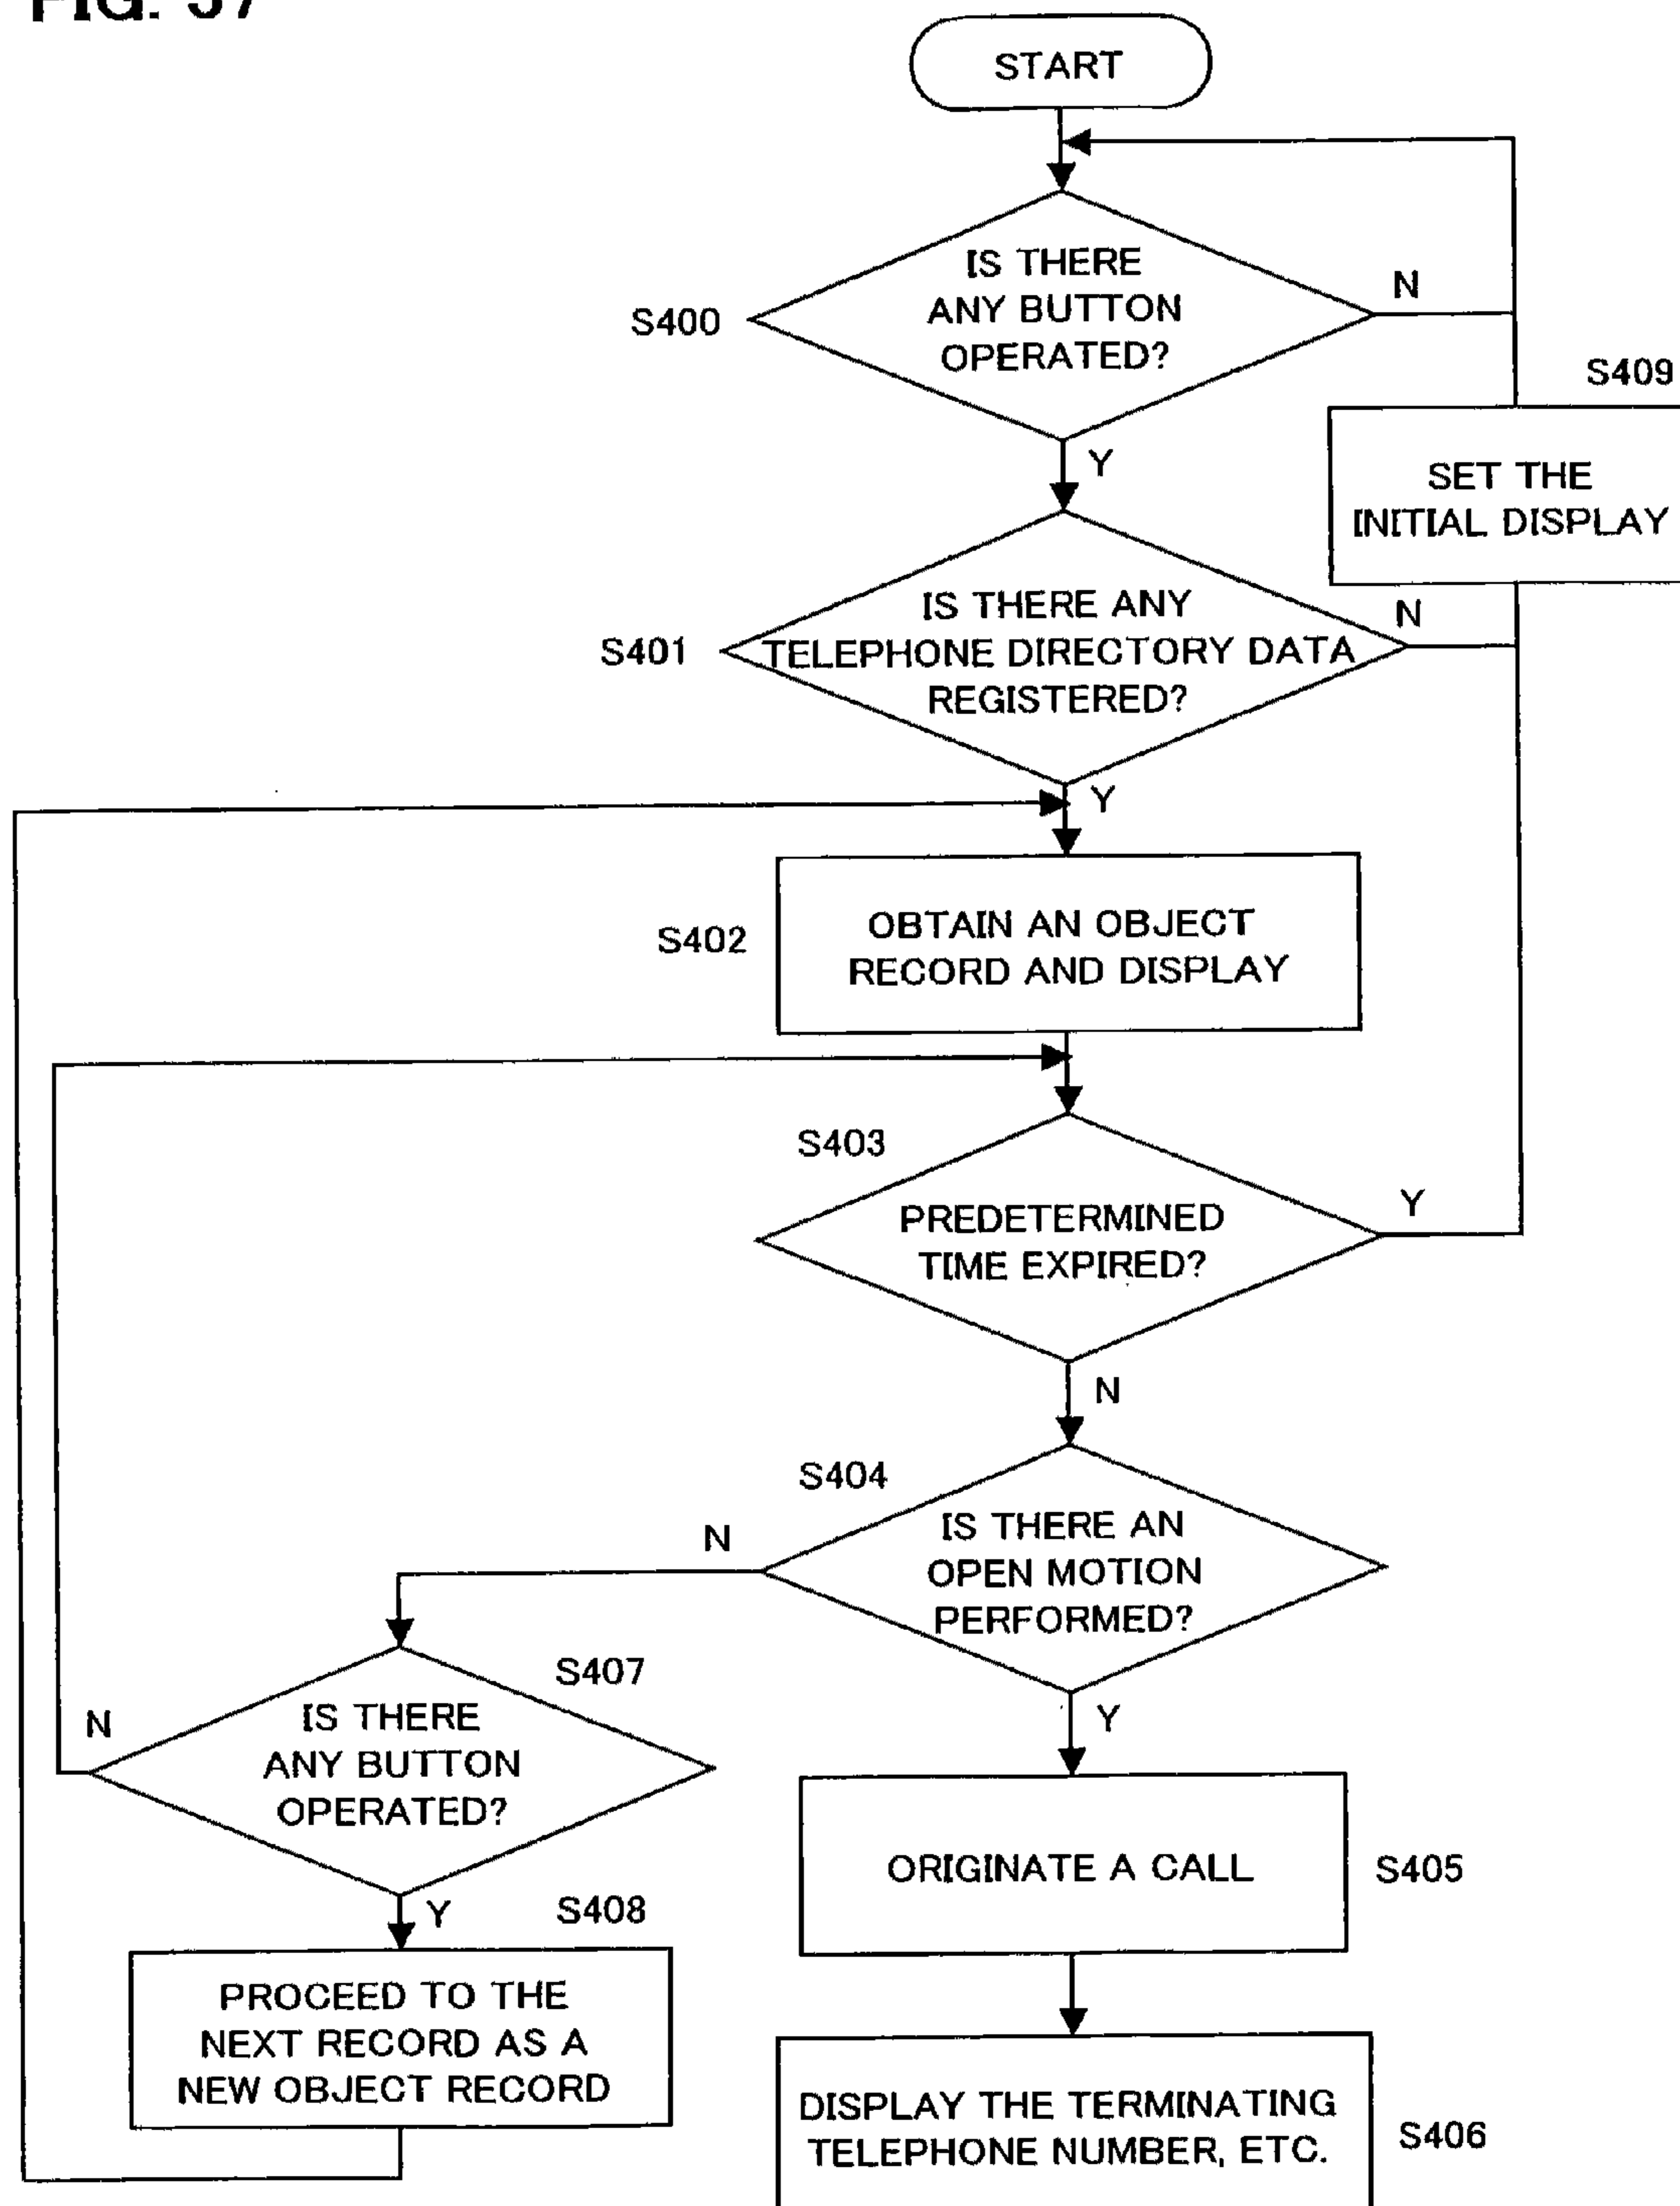 START
IS THERE
ANY BUTTON
OPERATED?
N
S400
S409
Y
SET THE
INITIAL DISPLAY
IS THERE ANY
TELEPHONE DIRECTORY DATA
REGISTERED?
N
S401
Y
OBTAIN AN OBJECT
RECORD AND DISPLAY
S402
S403
PREDETERMINED
TIME EXPIRED?
Y
N
S404
IS THERE AN
OPEN MOTION
PERFORMED?
N
S407
IS THERE
ANY BUTTON
OPERATED?
N
Y
ORIGINATE A CALL
S405
Y
S408
PROCEED TO THE
NEXT RECORD AS A
NEW OBJECT RECORD
DISPLAY THE TERMINATING
TELEPHONE NUMBER, ETC.
S406